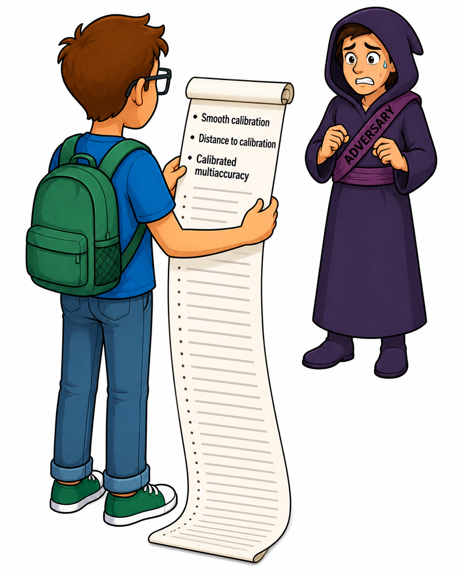 • Smooth calibration
• Distance to calibration
• Calibrated
multiaccuracy
ADVERSARY